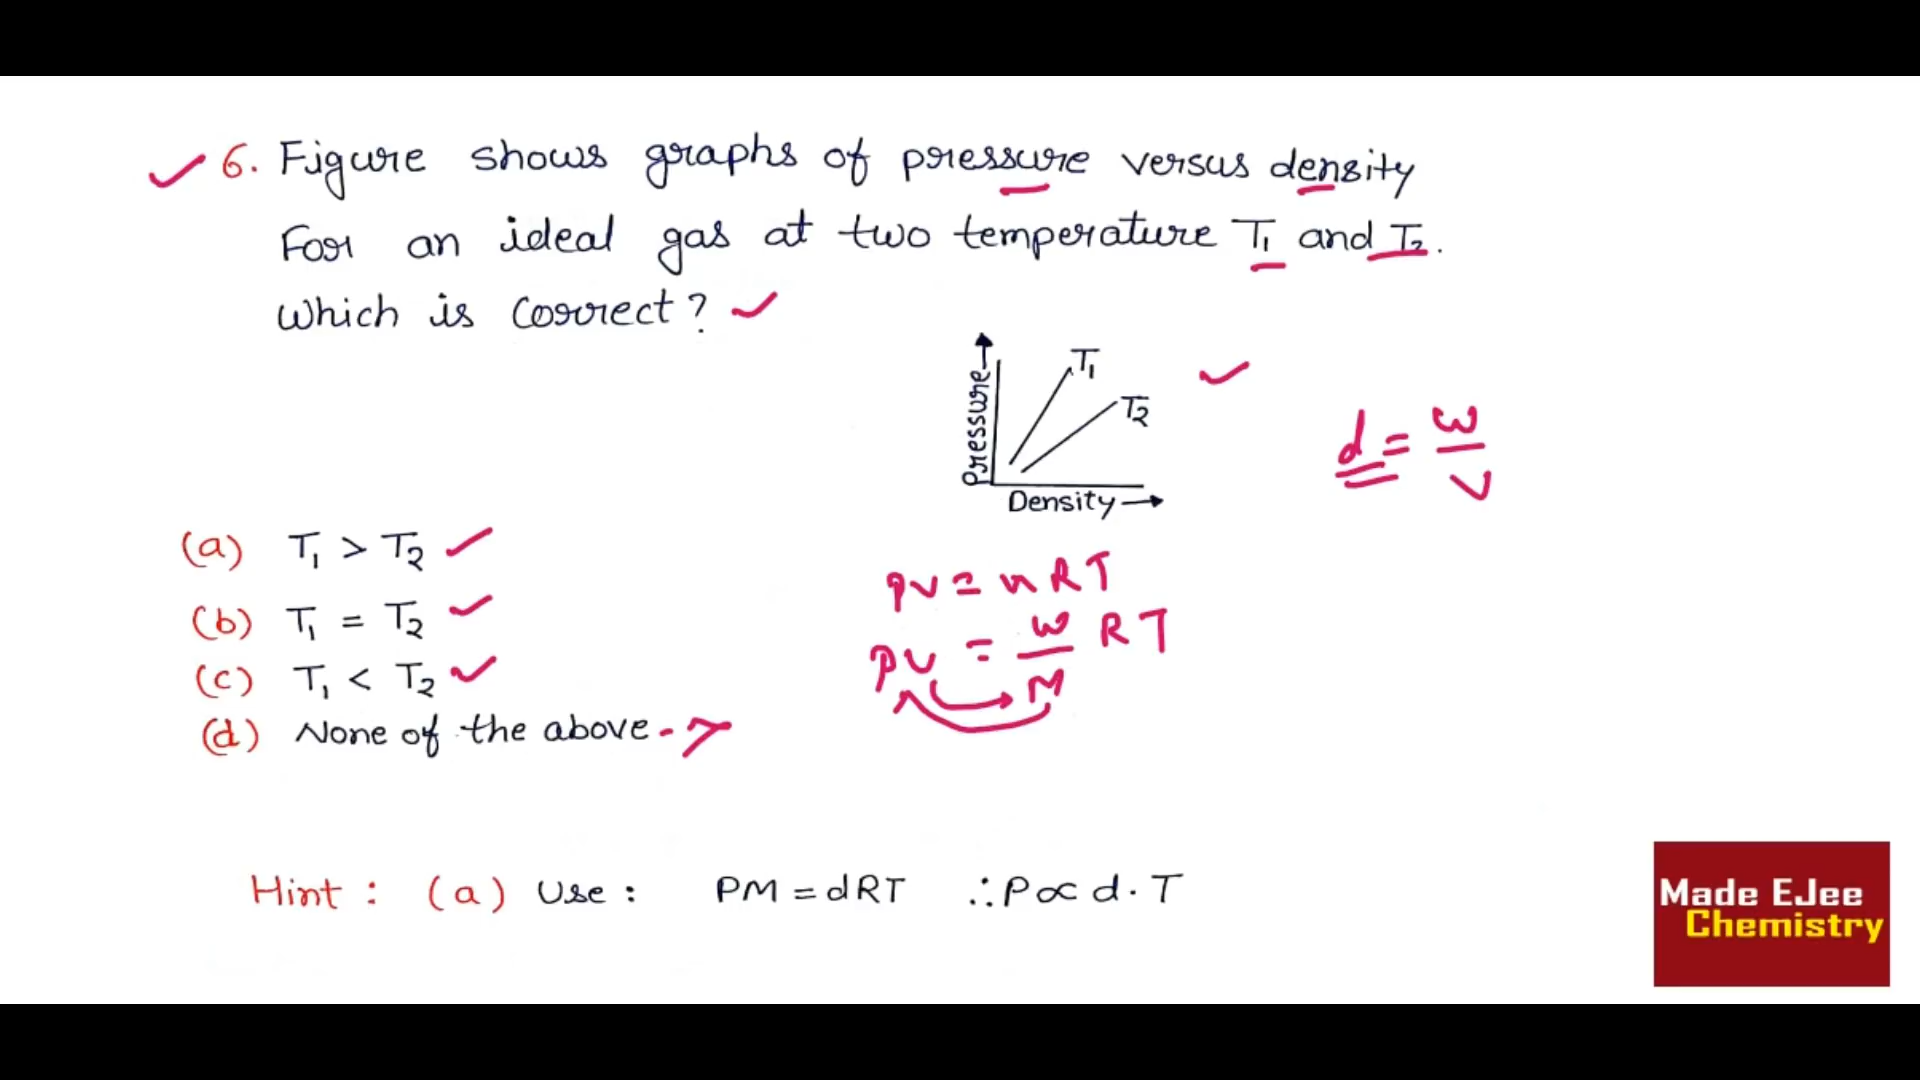 6. Figure shows graphs of pressure versus density
For an ideal gas at two temperature T₁ and T₂.
Which is correct?
Pressure→
T₁
T₂
Density→
d = w/V
(a) T₁ > T₂
(b) T₁ = T₂
(c) T₁ < T₂
(d) None of the above
PV = nRT
PV = w/M RT
Hint : (a) Use : PM = dRT ∴ P ∝ d . T
Made EJee
Chemistry